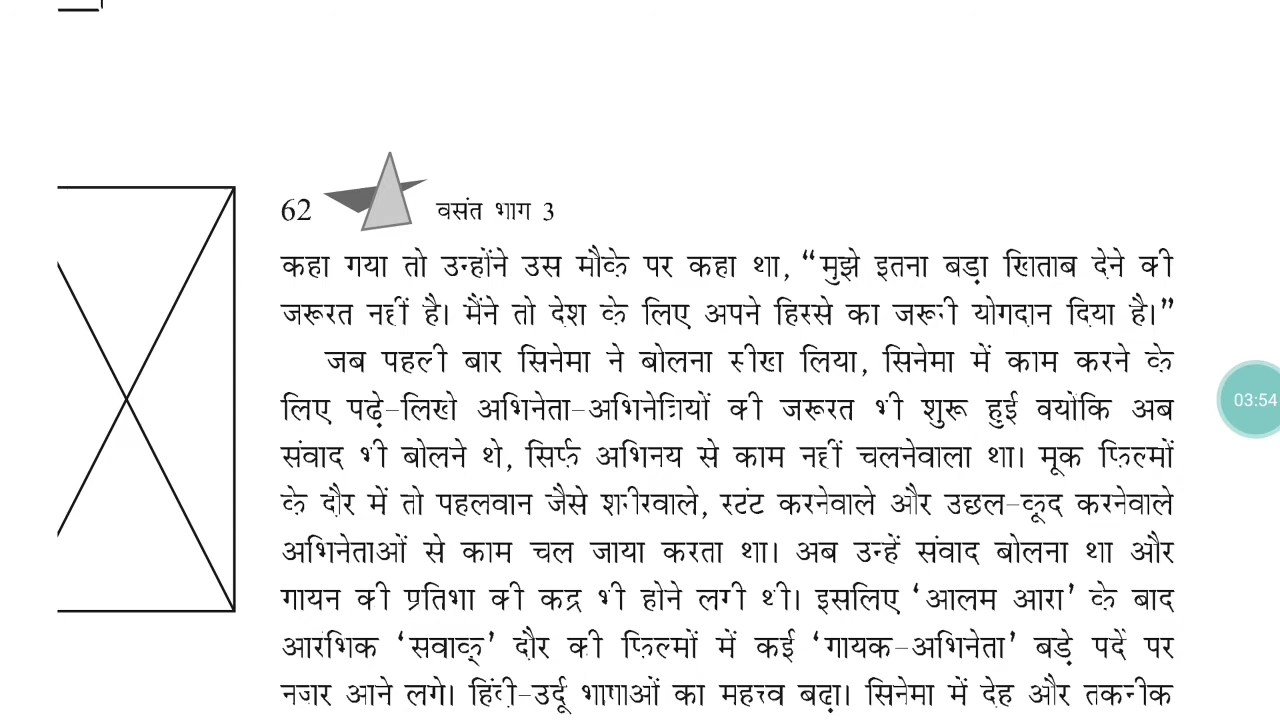 62 वसंत भाग 3
कहा गया तो उन्होंने उस मौके पर कहा था, “मुझे इतना बड़ा खिताब देने की
जरूरत नहीं है। मैंने तो देश के लिए अपने हिस्से का जरूरी योगदान दिया है।”
जब पहली बार सिनेमा ने बोलना सीख लिया, सिनेमा में काम करने के
लिए पढ़े-लिखे अभिनेता-अभिनेत्रियों की जरूरत भी शुरू हुई क्योंकि अब
संवाद भी बोलने थे, सिर्फ अभिनय से काम नहीं चलनेवाला था। मूक फिल्मों
के दौर में तो पहलवान जैसे शरीरवाले, स्टंट करनेवाले और उछल-कूद करनेवाले
अभिनेताओं से काम चल जाया करता था। अब उन्हें संवाद बोलना था और
गायन की प्रतिभा की कद्र भी होने लगी थी। इसलिए ‘आलम आरा’ के बाद
आरंभिक ‘सवाक्’ दौर की फिल्मों में कई ‘गायक-अभिनेता’ बड़े पर्दे पर
नजर आने लगे। हिंदी-उर्दू भाषाओं का महत्त्व बढ़ा। सिनेमा में देह और तकनीक
03:54